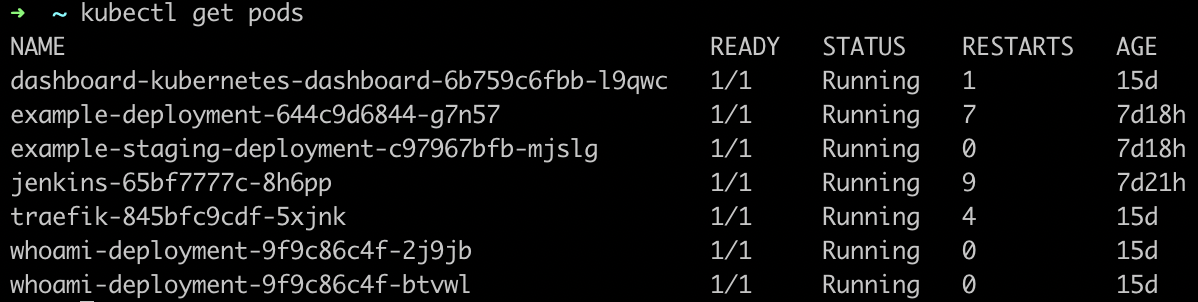 ➜  ~ kubectl get pods
NAME                                              READY   STATUS    RESTARTS   AGE
dashboard-kubernetes-dashboard-6b759c6fbb-l9qwc   1/1     Running   1          15d
example-deployment-644c9d6844-g7n57               1/1     Running   7          7d18h
example-staging-deployment-c97967bfb-mjslg        1/1     Running   0          7d18h
jenkins-65bf7777c-8h6pp                           1/1     Running   9          7d21h
traefik-845bfc9cdf-5xjnk                          1/1     Running   4          15d
whoami-deployment-9f9c86c4f-2j9jb                 1/1     Running   0          15d
whoami-deployment-9f9c86c4f-btvwl                 1/1     Running   0          15d